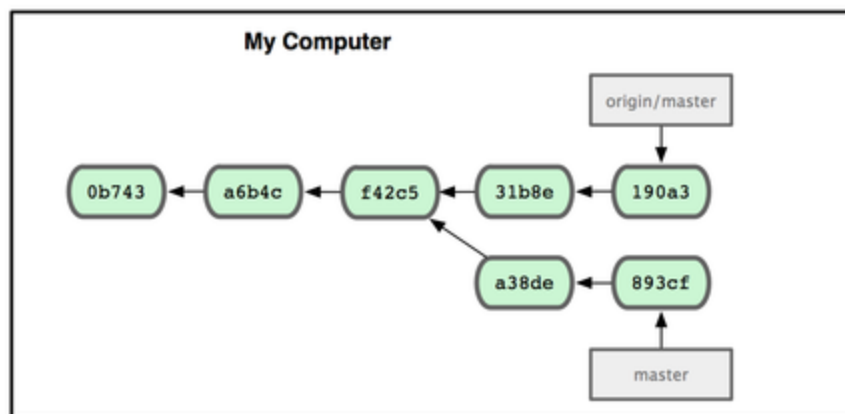 My Computer
origin/master
0b743
a6b4c
f42c5
31b8e
190a3
a38de
893cf
master